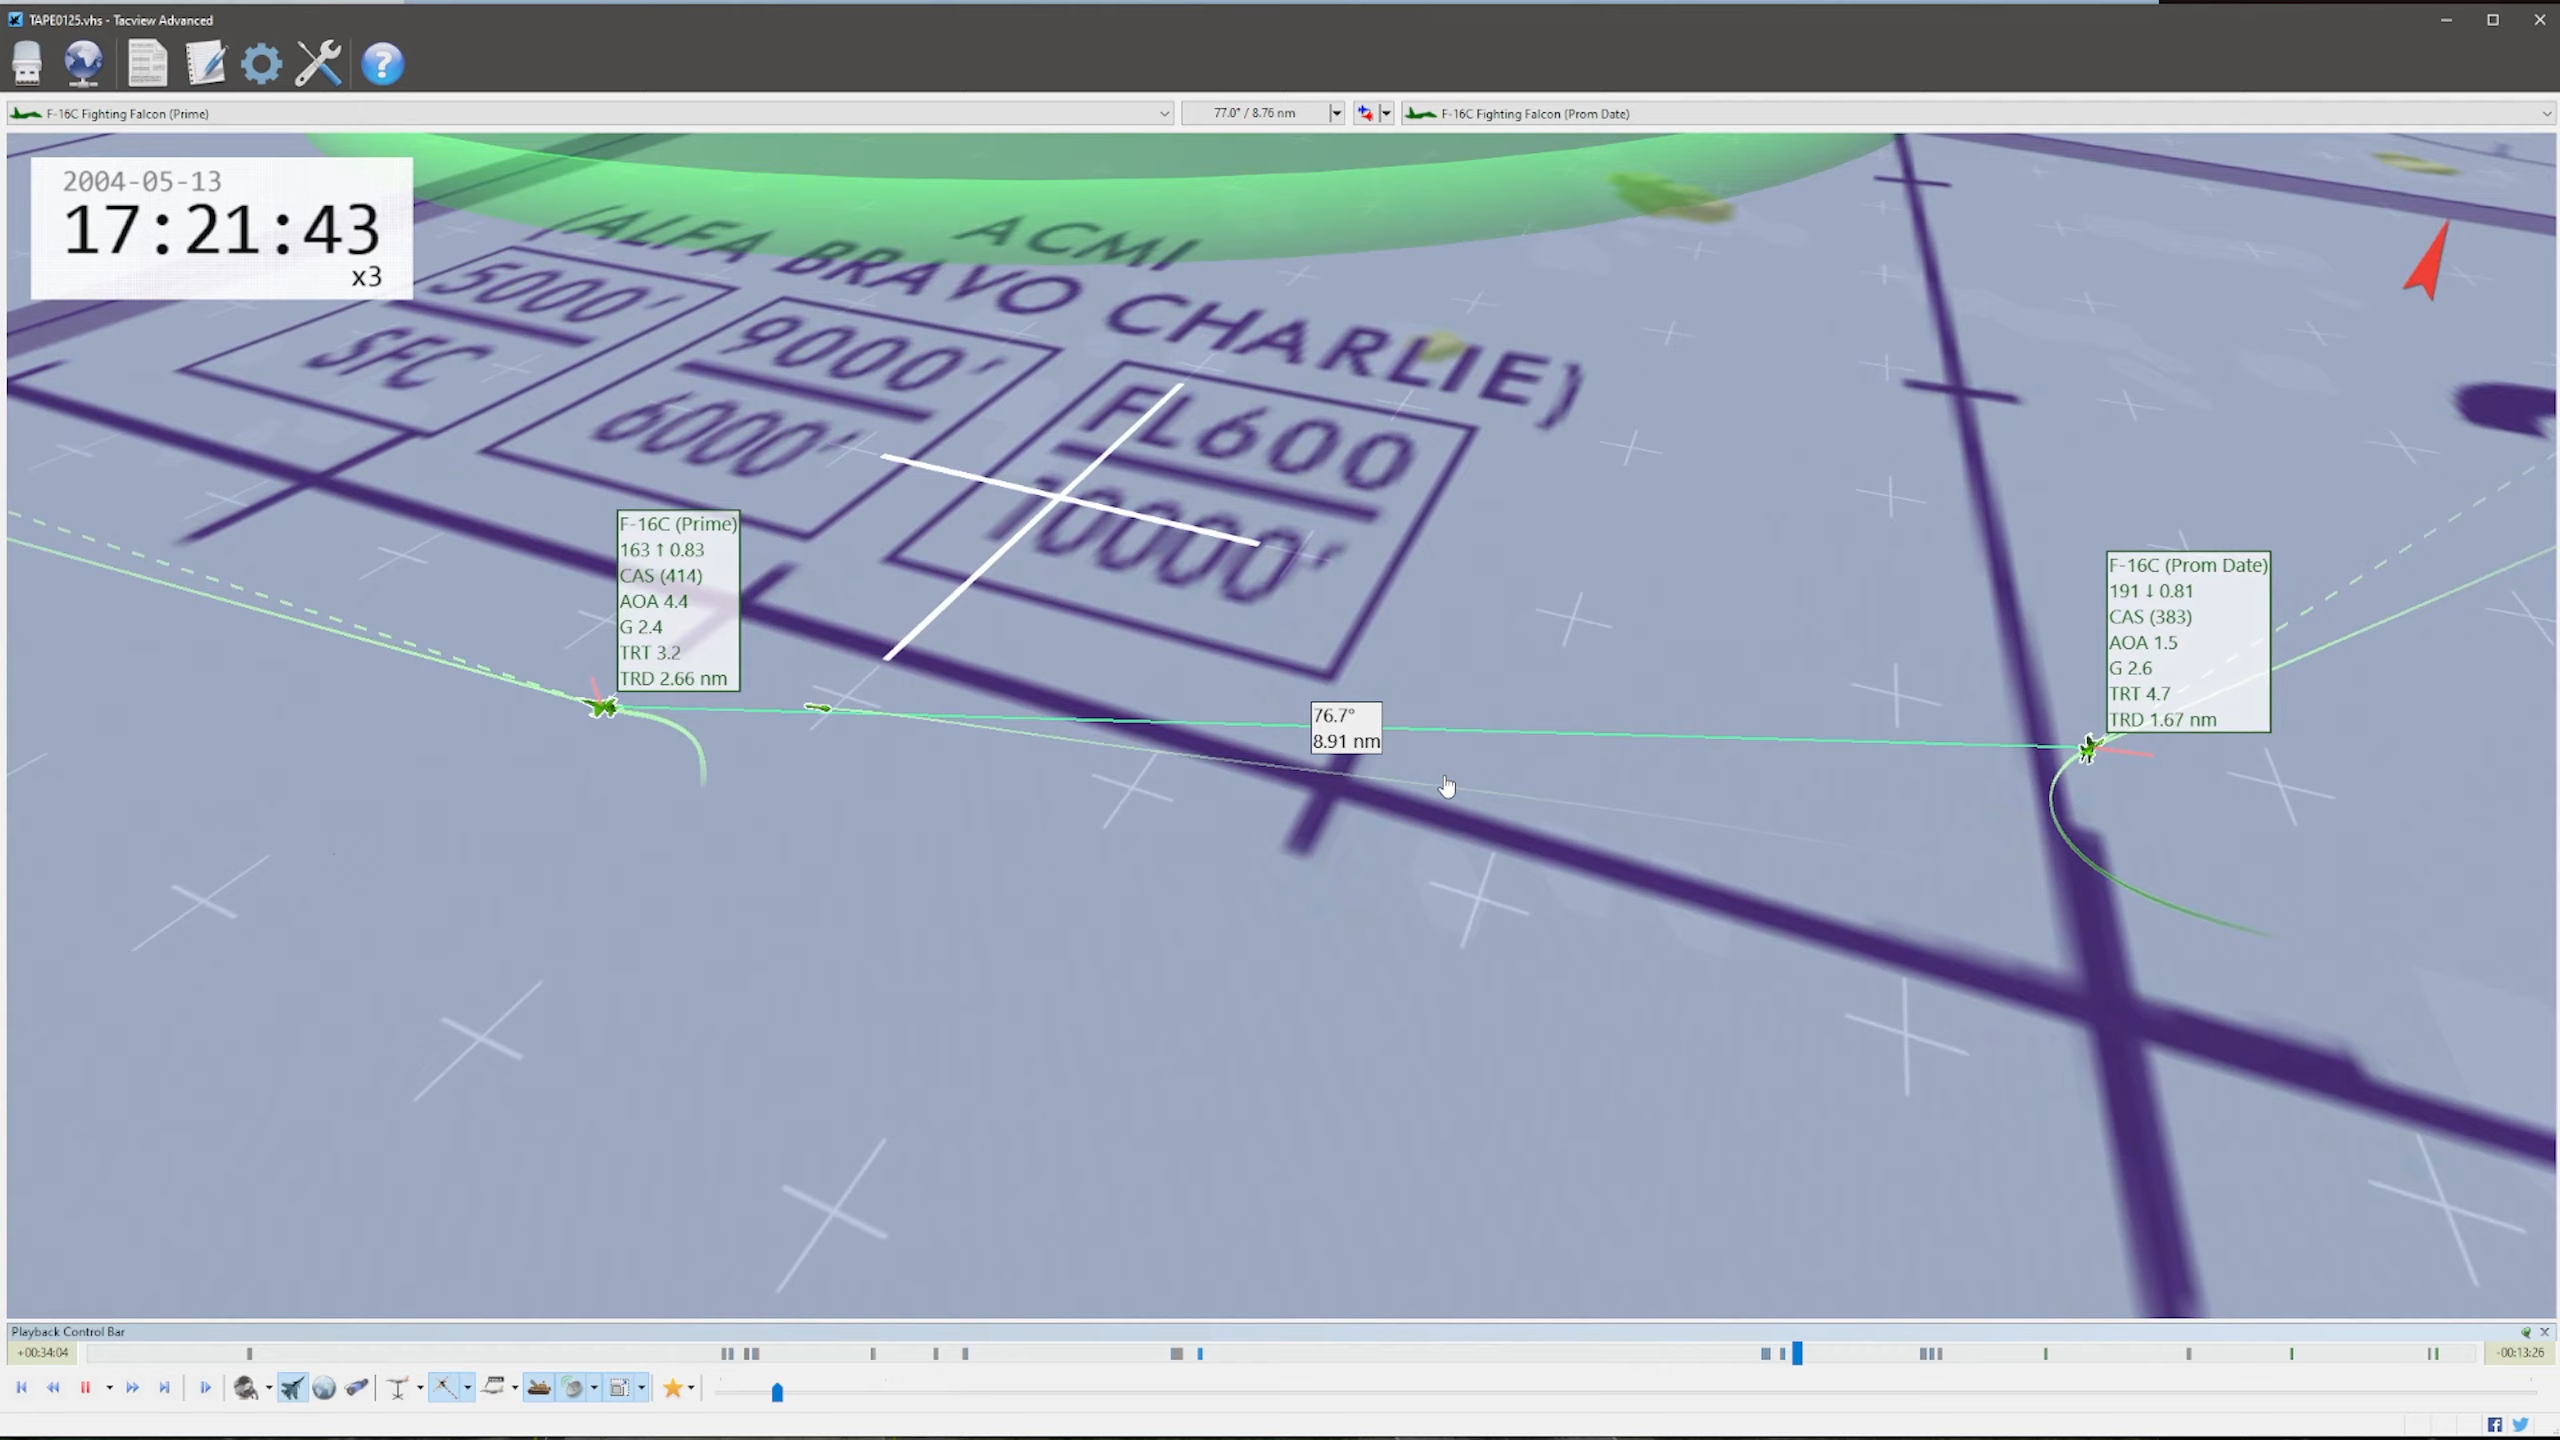 TAPE0125.vhs - Tacview Advanced
F-16C Fighting Falcon (Prime)
77.0° / 8.76 nm
F-16C Fighting Falcon (Prom Date)
2004-05-13
17:21:43
x3
ACMI
(ALFA BRAVO CHARLIE)
5000'
SFC
9000'
6000'
FL600
10000'
F-16C (Prime)
163 ↑ 0.83
CAS (414)
AOA 4.4
G 2.4
TRT 3.2
TRD 2.66 nm
76.7°
8.91 nm
F-16C (Prom Date)
191 ↓ 0.81
CAS (383)
AOA 1.5
G 2.6
TRT 4.7
TRD 1.67 nm
Playback Control Bar
+00:34:04
-00:13:26